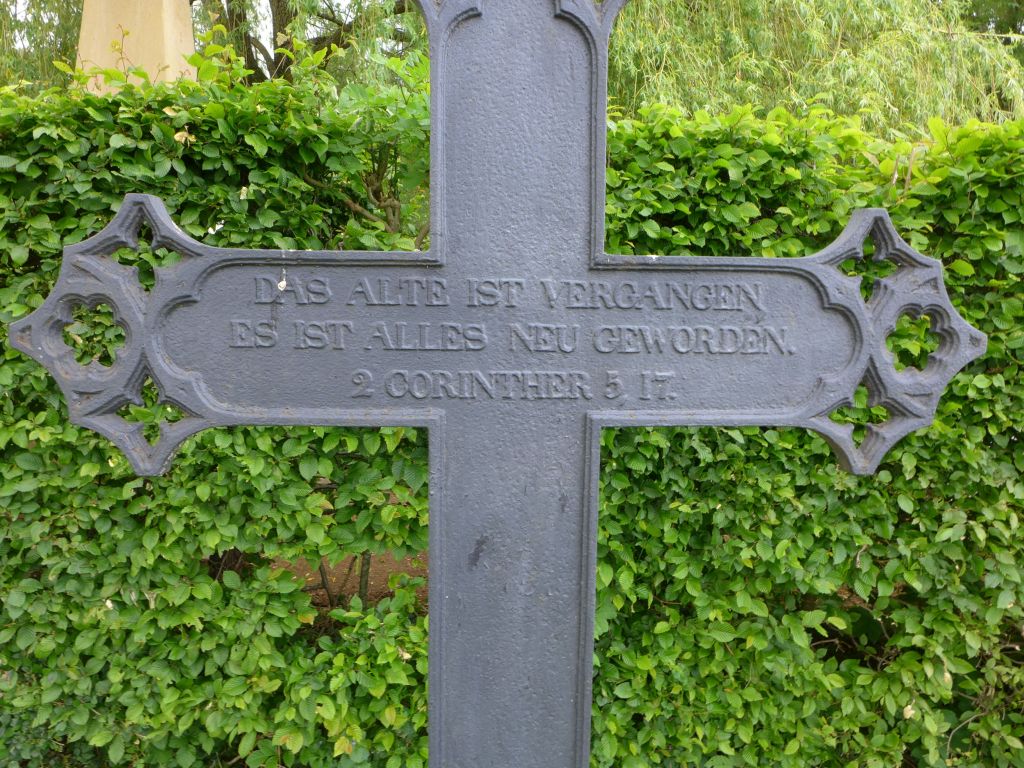 DAS ALTE IST VERGANGEN,
ES IST ALLES NEU GEWORDEN.
2 CORINTHER 5, 17.